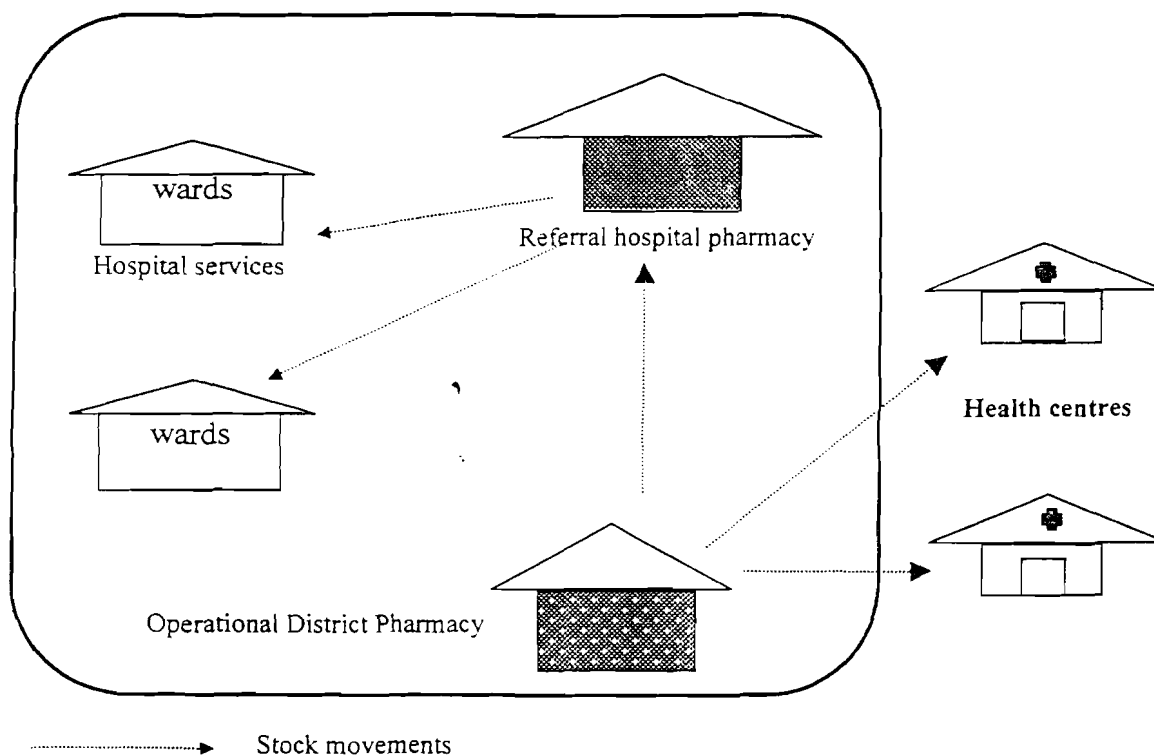 wards
Hospital services
Referral hospital pharmacy
wards
Health centres
Operational District Pharmacy
Stock movements